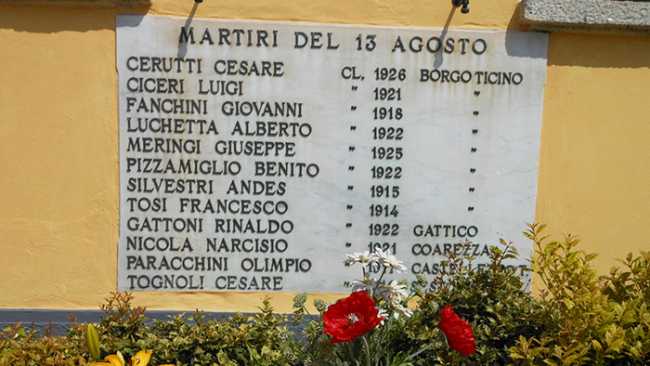 MARTIRI DEL 13 AGOSTO
CERUTTI CESARE CL, 1926 BORGO TICINO
CICERI LUIGI " 1921 "
FANCHINI GIOVANNI " 1918 "
LUCHETTA ALBERTO " 1922 "
MERINGI GIUSEPPE " 1925 "
PIZZAMIGLIO BENITO " 1922 "
SILVESTRI ANDES " 1915 "
TOSI FRANCESCO " 1914 "
GATTONI RINALDO " 1922 GATTICO
NICOLA NARCISIO " 1921 COAREZZA
PARACCHINI OLIMPIO "
TOGNOLI CESARE "